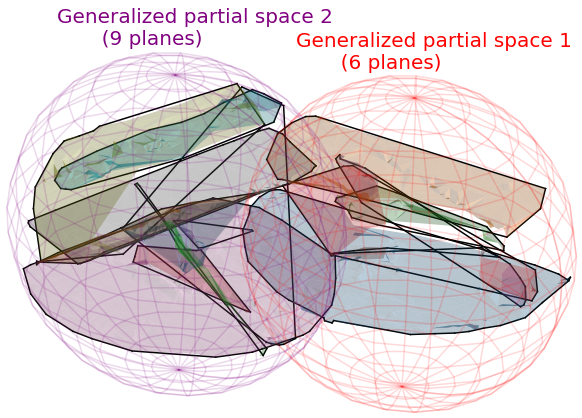 Generalized partial space 2
(9 planes)
Generalized partial space 1
(6 planes)